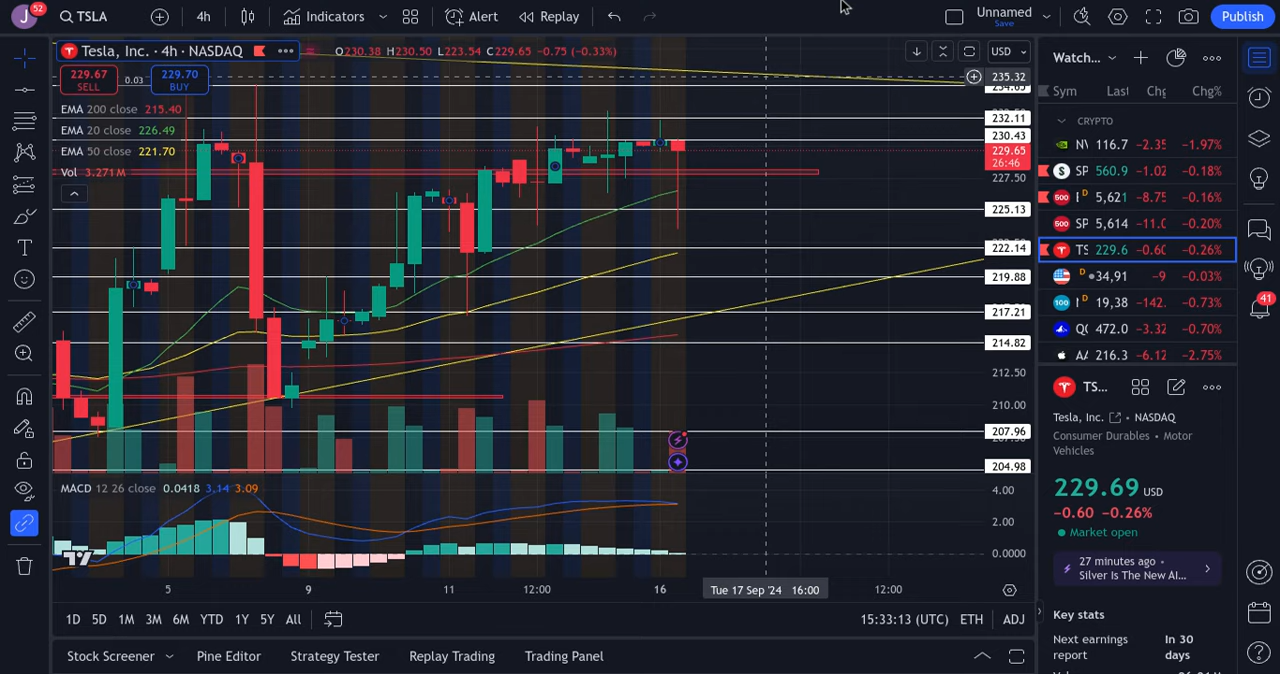 J 52 TSLA 4h Indicators Alert Replay Unnamed Save Publish
Tesla, Inc. · 4h · NASDAQ O230.38 H230.50 L223.54 C229.65 -0.75 (-0.33%) USD
229.67 SELL 0.03 229.70 BUY
EMA 200 close 215.40
EMA 20 close 226.49
EMA 50 close 221.70
Vol 3.271M
235.32
234.65
232.11
230.43
229.65
26:46
227.50
225.13
222.14
219.88
217.21
214.82
212.50
210.00
207.96
204.98
MACD 12 26 close 0.0418 3.14 3.09
4.00
2.00
0.0000
5 9 11 12:00 16 Tue 17 Sep '24 16:00 12:00
1D 5D 1M 3M 6M YTD 1Y 5Y All 15:33:13 (UTC) ETH ADJ
Stock Screener Pine Editor Strategy Tester Replay Trading Trading Panel
Watch...
Sym Last Chg Chg%
CRYPTO
116.7 -2.35 -1.97%
SP 560.9 -1.02 -0.18%
D 5,621 -8.75 -0.16%
SP 5,614 -11.0 -0.20%
TS 229.6 -0.60 -0.26%
D 34,91 -9 -0.03%
D 19,38 -142. -0.73%
472.0 -3.32 -0.70%
216.3 -6.12 -2.75%
41
TS...
Tesla, Inc. • NASDAQ
Consumer Durables • Motor
Vehicles
229.69 USD
-0.60 -0.26%
Market open
27 minutes ago •
Silver Is The New Al...
Key stats
Next earnings
report
In 30
days